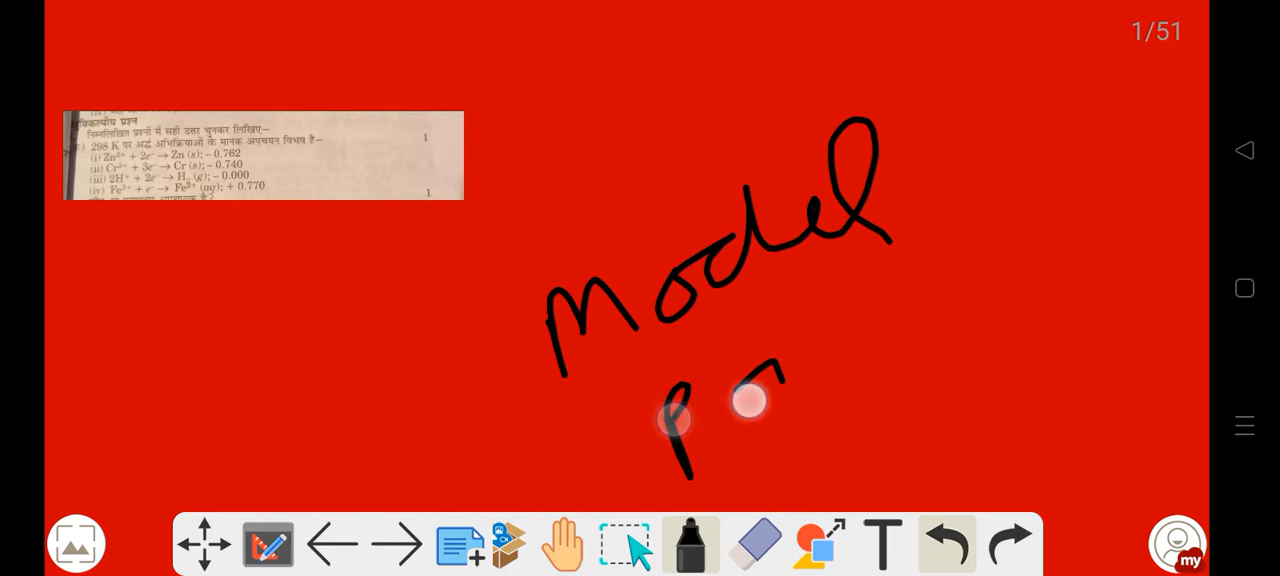 1/51
विकल्पीय प्रश्न
निम्नलिखित प्रश्नों में सही उत्तर चुनकर लिखिए–
298 K पर अर्द्ध अभिक्रियाओं के मानक अपचयन विभव है– 1
(i) Zn²⁺ + 2e⁻ → Zn (s); – 0.762
(ii) Cr³⁺ + 3e⁻ → Cr (s); – 0.740
(iii) 2H⁺ + 2e⁻ → H₂ (g); – 0.000
(iv) Fe³⁺ + e⁻ → Fe²⁺ (aq); + 0.770
1
Model
P
T
my